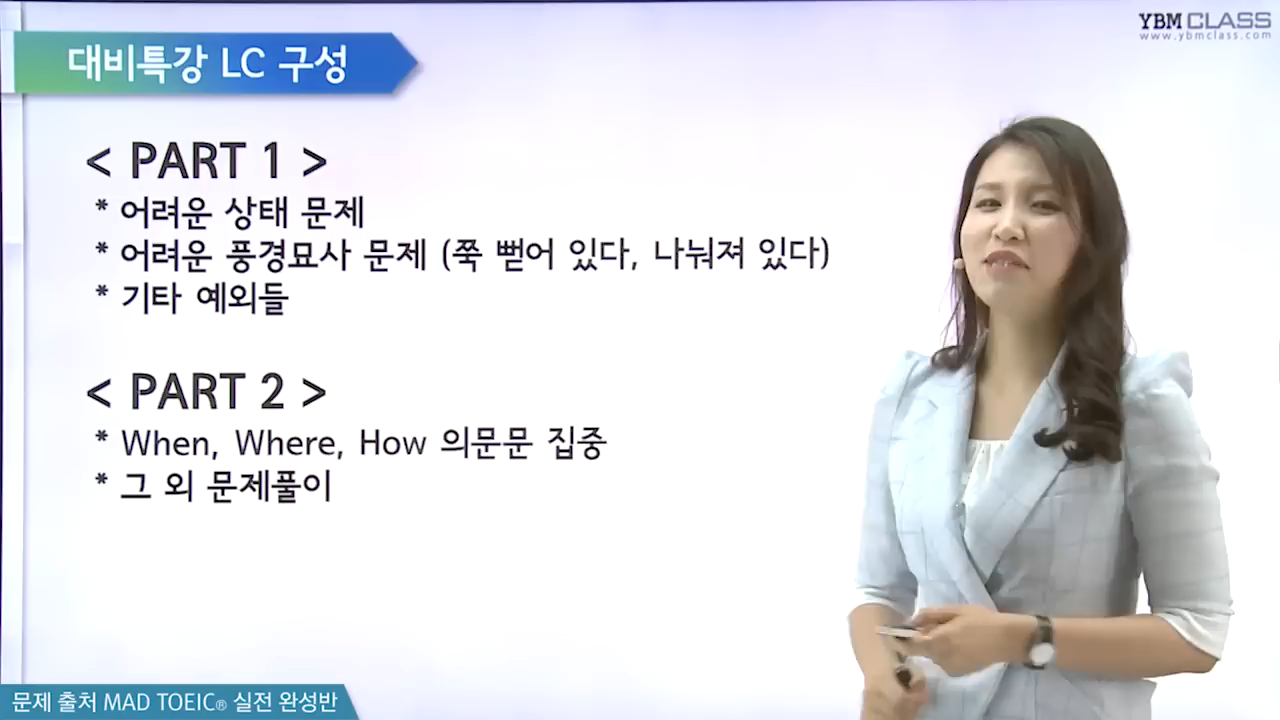 YBM CLASS
www.ybmclass.com
대비특강 LC 구성
< PART 1 >
* 어려운 상태 문제
* 어려운 풍경묘사 문제 (쭉 뻗어 있다, 나눠져 있다)
* 기타 예외들
< PART 2 >
* When, Where, How 의문문 집중
* 그 외 문제풀이
문제 출처 MAD TOEIC® 실전 완성반